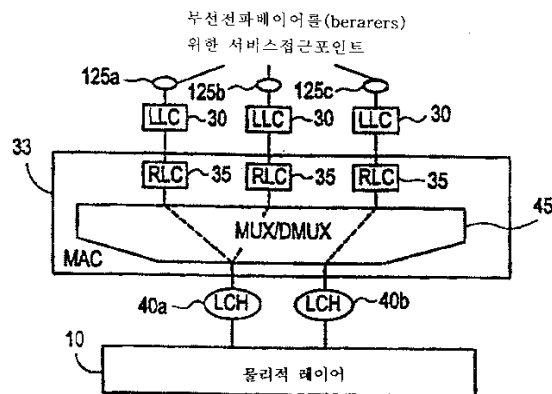 무선전파베이어를(berarers)
위한 서비스접근포인트
125a 125b 125c
LLC 30 LLC 30 LLC 30
33
RLC 35 RLC 35 RLC 35
45
MUX/DMUX
MAC
40a LCH LCH 40b
10
물리적 레이어